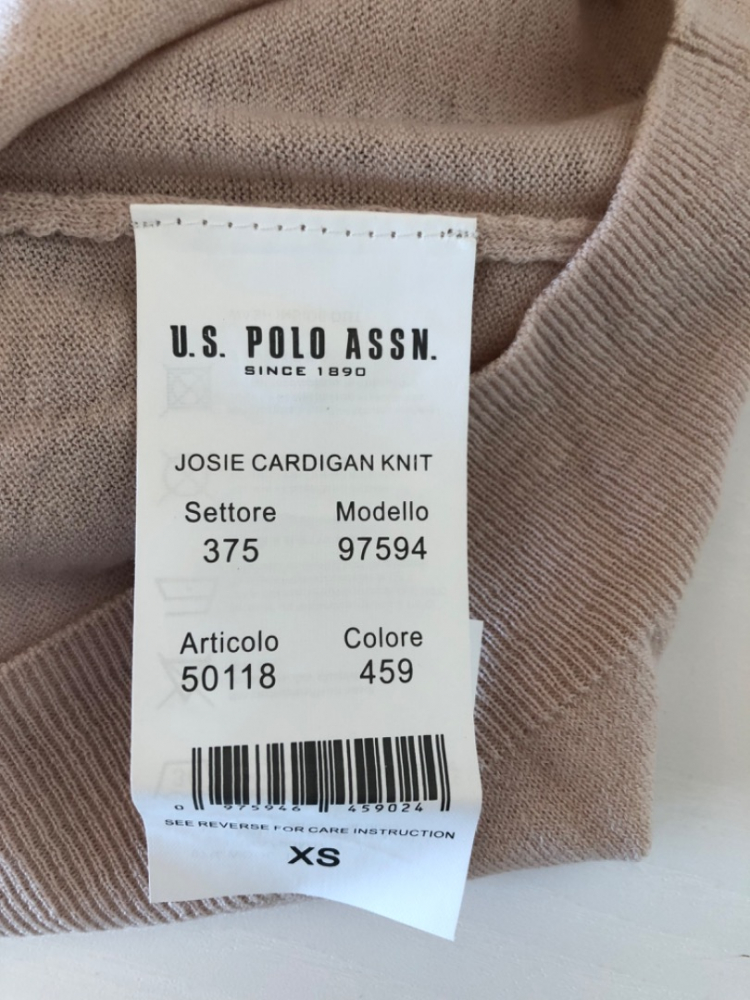 U.S. POLO ASSN.
SINCE 1890
JOSIE CARDIGAN KNIT
Settore Modello
375 97594
Articolo Colore
50118 459
0 975946 459024
SEE REVERSE FOR CARE INSTRUCTION
XS